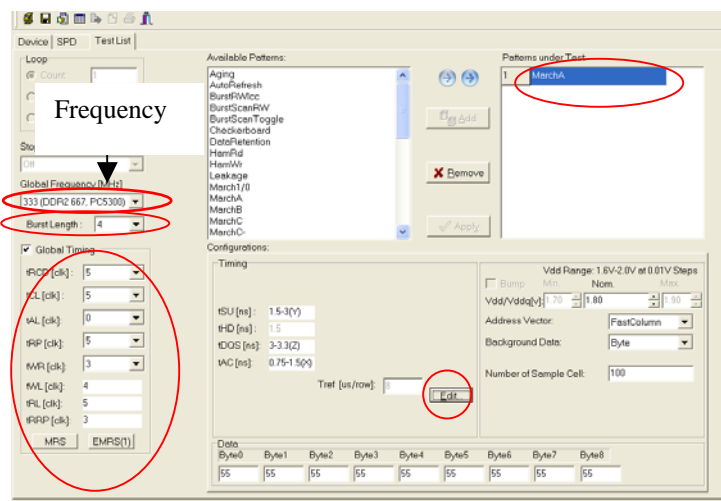 Device SPD TestList
Loop
Count: 1
Available Patterns:
Aging
AutoRefresh
BurstRWIcc
BurstScanRW
BurstScanToggle
Checkerboard
DataRetention
HamRd
HamWr
Leakage
March1/0
MarchA
MarchB
MarchC
MarchC-
Add
Remove
Apply
Patterns under Test
1 MarchA
Frequency
Off
Global Frequency [MHz]
333 (DDR2 667, PC5300)
Burst Length : 4
Global Timing
tRCD [clk] : 5
tCL [clk] : 5
tAL [clk]: 0
tRP [clk]: 5
tWR [clk]: 3
tWL [clk]: 4
tRL [clk]: 5
tRRP [clk]: 3
MRS EMRS(1)
Configurations:
Timing
tSU [ns] : 1.5-3(Y)
tHD [ns] : 1.5
tDQS [ns]: 3-3.3(Z)
tAC [ns]: 0.75-1.5(X)
Tref [us/row]: 8
Edit...
Vdd Range: 1.6V-2.0V at 0.01V Steps
Bump Min. Nom. Max.
Vdd/Vddq[v]: 1.70 1.80 1.90
Address Vector: FastColumn
Background Data: Byte
Number of Sample Cell: 100
Data
Byte0 Byte1 Byte2 Byte3 Byte4 Byte5 Byte6 Byte7 Byte8
55 55 55 55 55 55 55 55 55